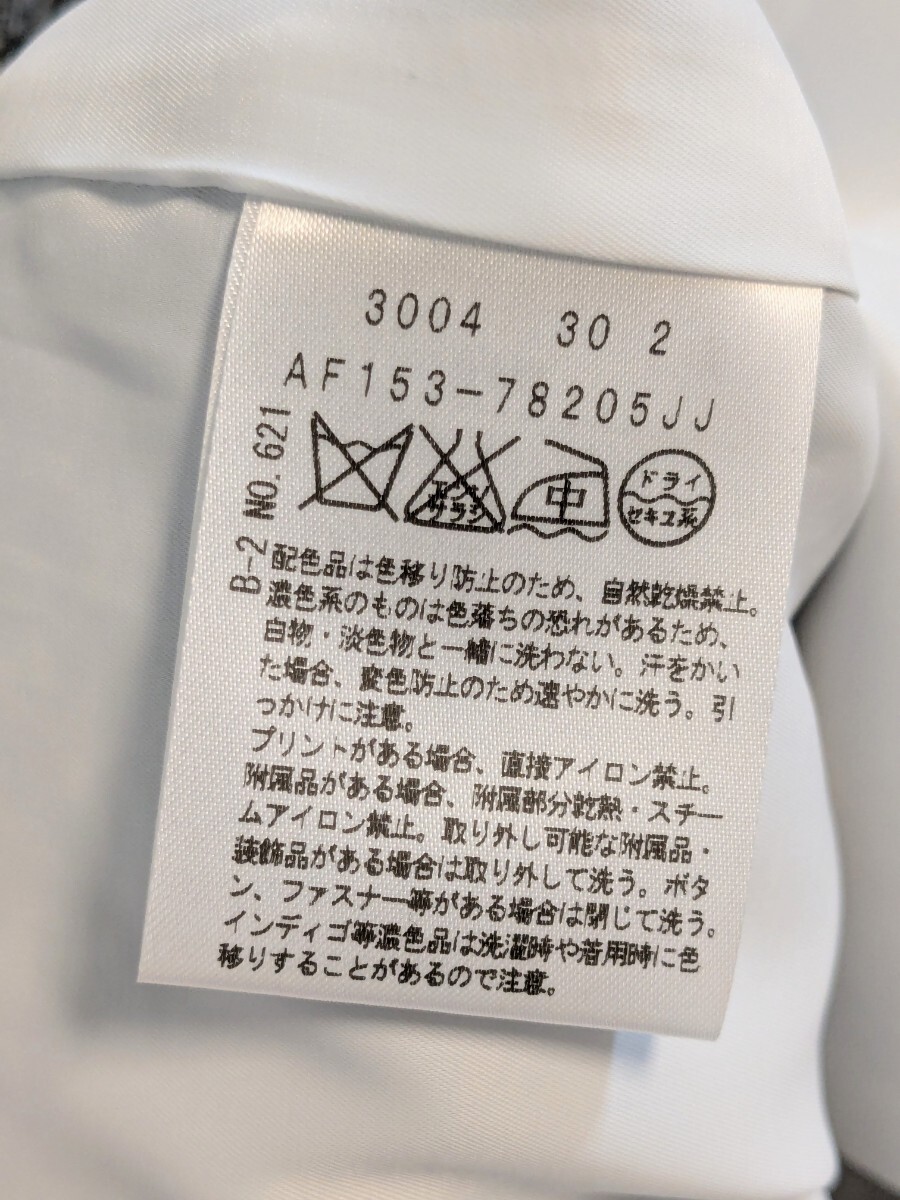 3004 30 2
AF153-78205JJ
B-2 NO.621
エンソ
サラシ
中
ドライ
セキユ系
配色品は色移り防止のため、自然乾燥禁止。
濃色系のものは色落ちの恐れがあるため、
白物・淡色物と一緒に洗わない。汗をかい
た場合、変色防止のため速やかに洗う。引
っかけに注意。
プリントがある場合、直接アイロン禁止。
附属品がある場合、附属部分乾熱・スチー
ムアイロン禁止。取り外し可能な附属品・
装飾品がある場合は取り外して洗う。ボタ
ン、ファスナー等がある場合は閉じて洗う。
インディゴ等濃色品は洗濯時や着用時に色
移りすることがあるので注意。